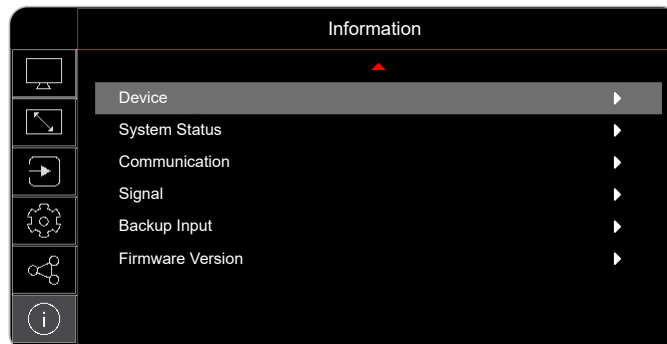 Information
Device
System Status
Communication
Signal
Backup Input
Firmware Version